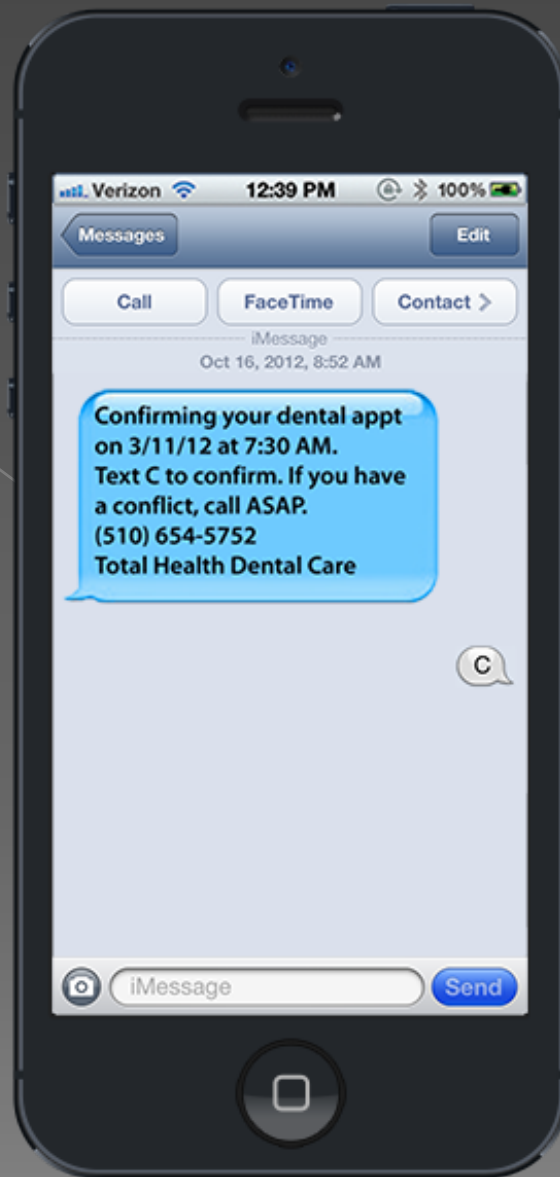 Verizon 12:39 PM 100%
Messages Edit
Call FaceTime Contact
iMessage
Oct 16, 2012, 8:52 AM
Confirming your dental appt
on 3/11/12 at 7:30 AM.
Text C to confirm. If you have
a conflict, call ASAP.
(510) 654-5752
Total Health Dental Care
C
iMessage Send